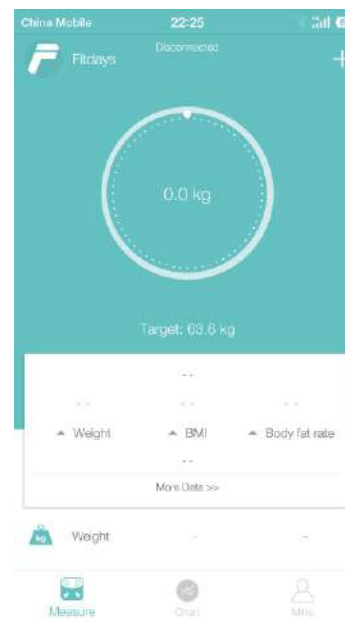 China Mobile 22:25
Fitdays Disconnected +
0.0 kg
Target: 63.6 kg
--
-- -- --
Weight BMI Body fat rate
--
More Data >>
kg Weight - -
Measure Chart Mine